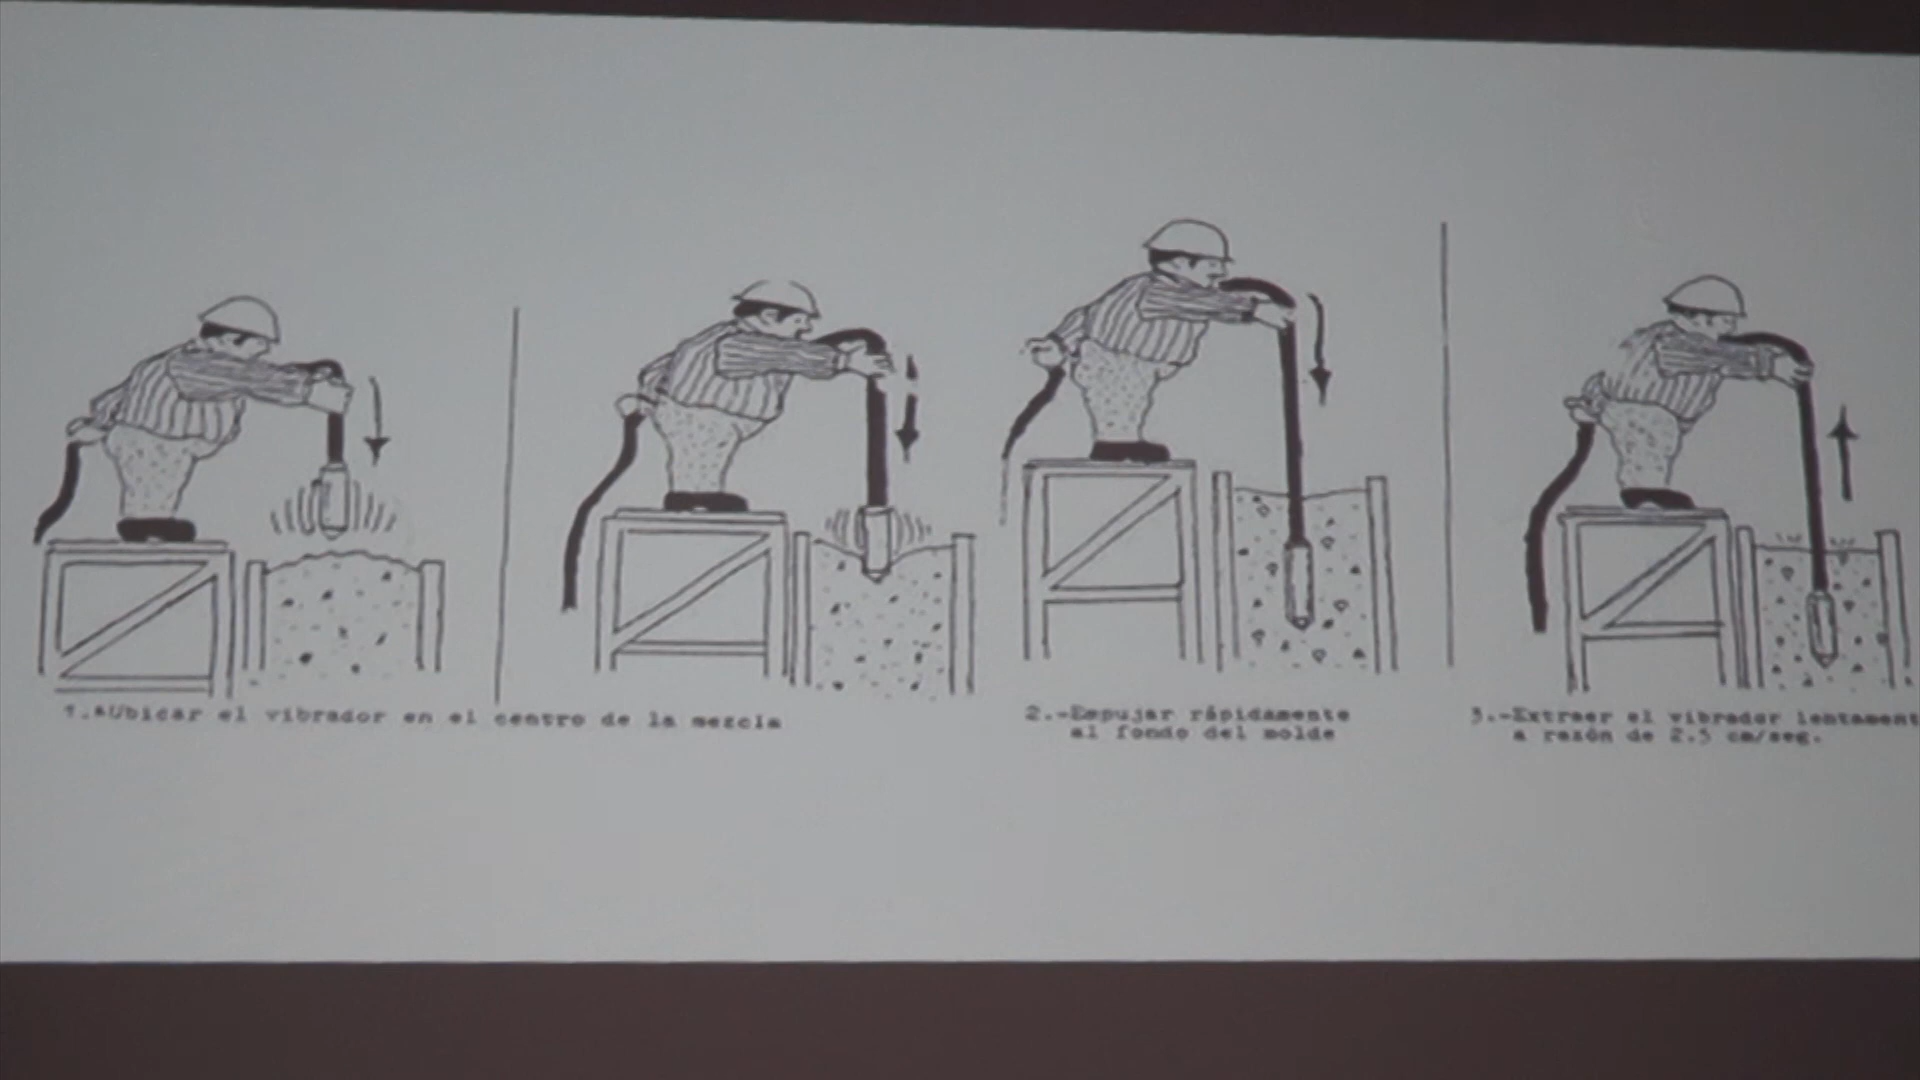 1.-Ubicar el vibrador en el centro de la mezcla
2.-Empujar rápidamente
al fondo del molde
3.-Extraer el vibrador lentament
a razón de 2.5 cm/seg.